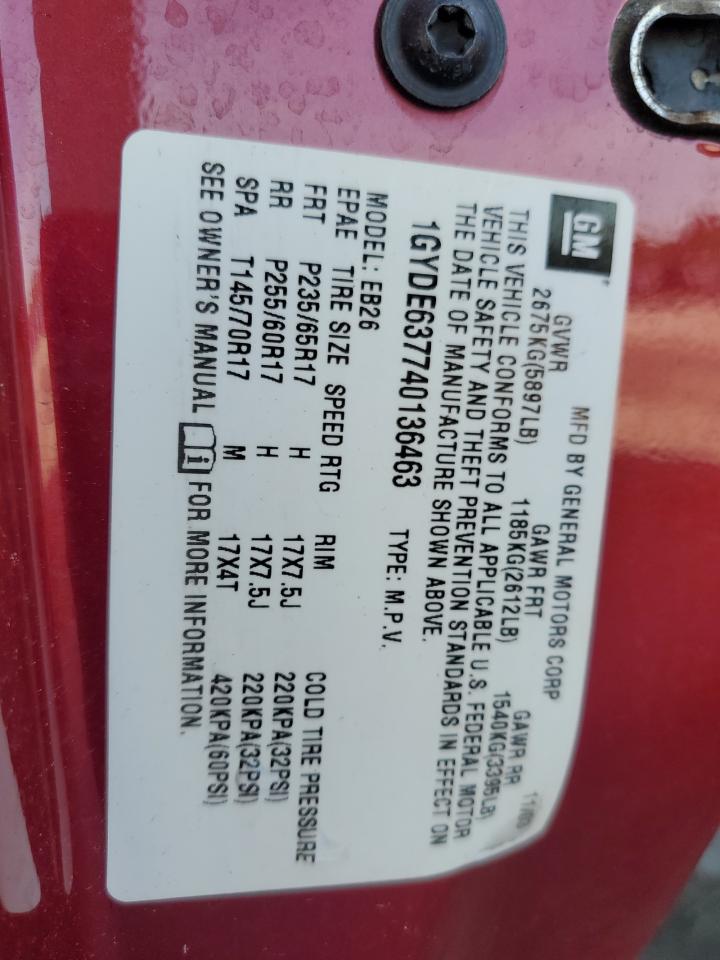 GM
MFD BY GENERAL MOTORS CORP
GVWR GAWR FRT GAWR RR
2675KG(5897LB) 1185KG(2612LB) 1540KG(3395LB)
THIS VEHICLE CONFORMS TO ALL APPLICABLE U.S. FEDERAL MOTOR
VEHICLE SAFETY AND THEFT PREVENTION STANDARDS IN EFFECT ON
THE DATE OF MANUFACTURE SHOWN ABOVE.
1GYDE637740136463 TYPE: M.P.V.
MODEL: EB26
EPAE TIRE SIZE SPEED RTG RIM COLD TIRE PRESSURE
FRT P235/65R17 H 17X7.5J 220KPA(32PSI)
RR P255/60R17 H 17X7.5J 220KPA(32PSI)
SPA T145/70R17 M 17X4T 420KPA(60PSI)
SEE OWNER'S MANUAL i FOR MORE INFORMATION.